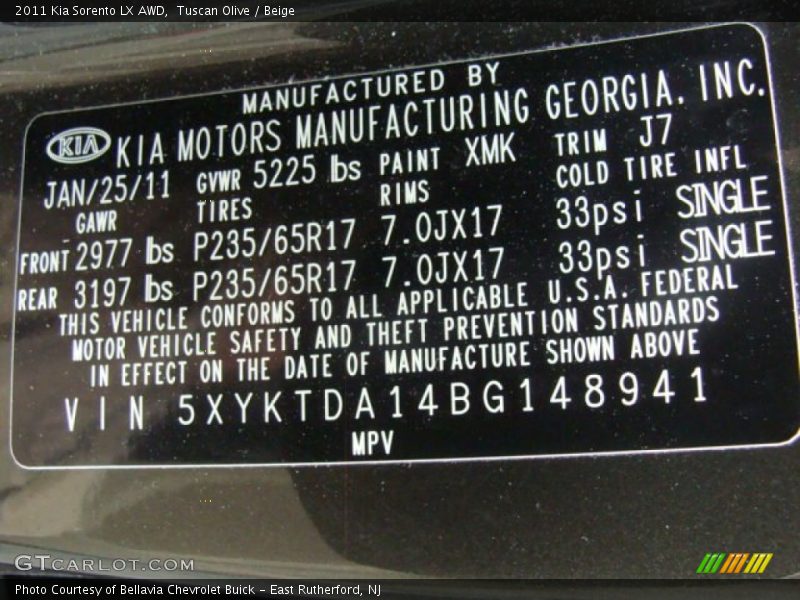 2011 Kia Sorento LX AWD,  Tuscan Olive / Beige
MANUFACTURED BY
KIA KIA MOTORS MANUFACTURING GEORGIA, INC.
JAN/25/11 GVWR 5225 lbs PAINT XMK TRIM J7
GAWR TIRES RIMS COLD TIRE INFL
FRONT 2977 lbs P235/65R17 7.0JX17 33psi SINGLE
REAR 3197 lbs P235/65R17 7.0JX17 33psi SINGLE
THIS VEHICLE CONFORMS TO ALL APPLICABLE U.S.A. FEDERAL
MOTOR VEHICLE SAFETY AND THEFT PREVENTION STANDARDS
IN EFFECT ON THE DATE OF MANUFACTURE SHOWN ABOVE
VIN 5XYKTDA14BG148941
MPV
GTCARLOT.COM
Photo Courtesy of Bellavia Chevrolet Buick - East Rutherford, NJ